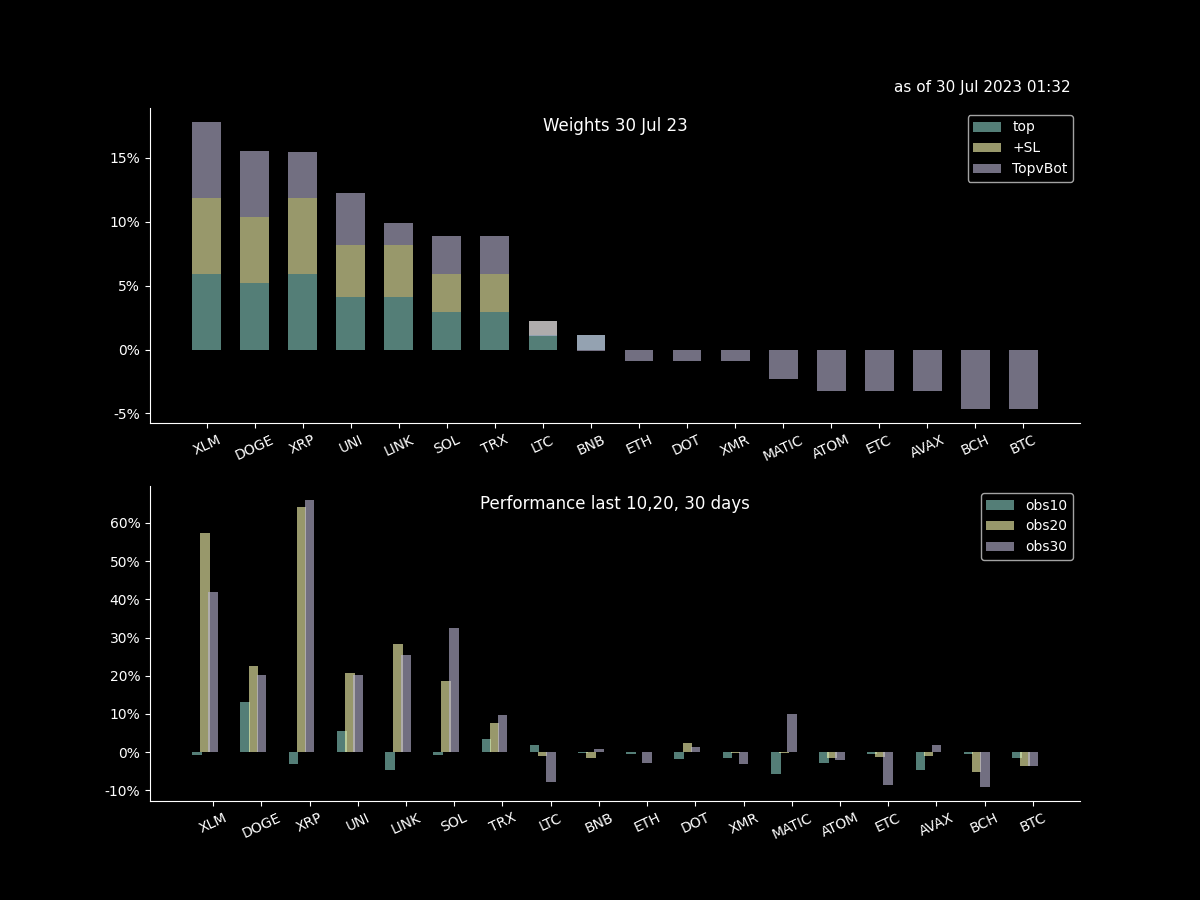 as of 30 Jul 2023 01:32
Weights 30 Jul 23
top
+SL
TopvBot
15%
10%
5%
0%
-5%
XLM DOGE XRP UNI LINK SOL TRX LTC BNB ETH DOT XMR MATIC ATOM ETC AVAX BCH BTC
Performance last 10,20, 30 days
obs10
obs20
obs30
60%
50%
40%
30%
20%
10%
0%
-10%
XLM DOGE XRP UNI LINK SOL TRX LTC BNB ETH DOT XMR MATIC ATOM ETC AVAX BCH BTC